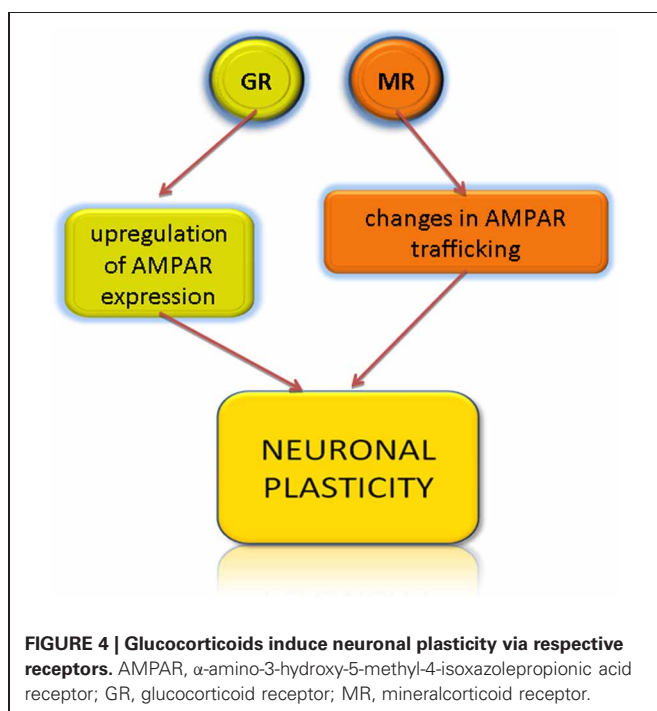 GR
MR
upregulation
of AMPAR
expression
changes in AMPAR
trafficking
NEURONAL
PLASTICITY
FIGURE 4 | Glucocorticoids induce neuronal plasticity via respective
receptors. AMPAR, α-amino-3-hydroxy-5-methyl-4-isoxazolepropionic acid
receptor; GR, glucocorticoid receptor; MR, mineralcorticoid receptor.